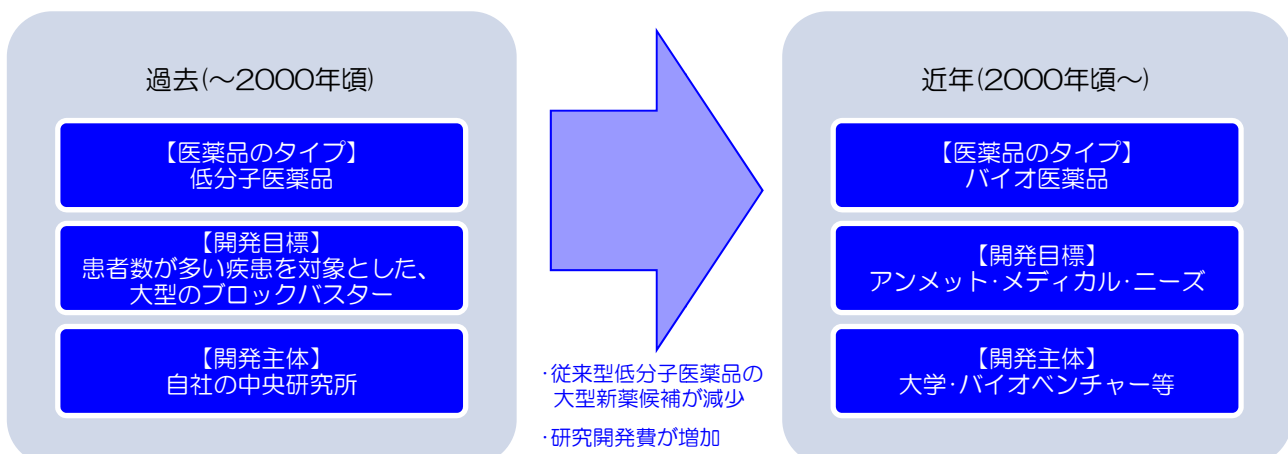 過去(～2000年頃)
【医薬品のタイプ】
低分子医薬品
【開発目標】
患者数が多い疾患を対象とした、
大型のブロックバスター
【開発主体】
自社の中央研究所
･従来型低分子医薬品の
大型新薬候補が減少
･研究開発費が増加
近年(2000年頃～)
【医薬品のタイプ】
バイオ医薬品
【開発目標】
アンメット･メディカル･ニーズ
【開発主体】
大学･バイオベンチャー等